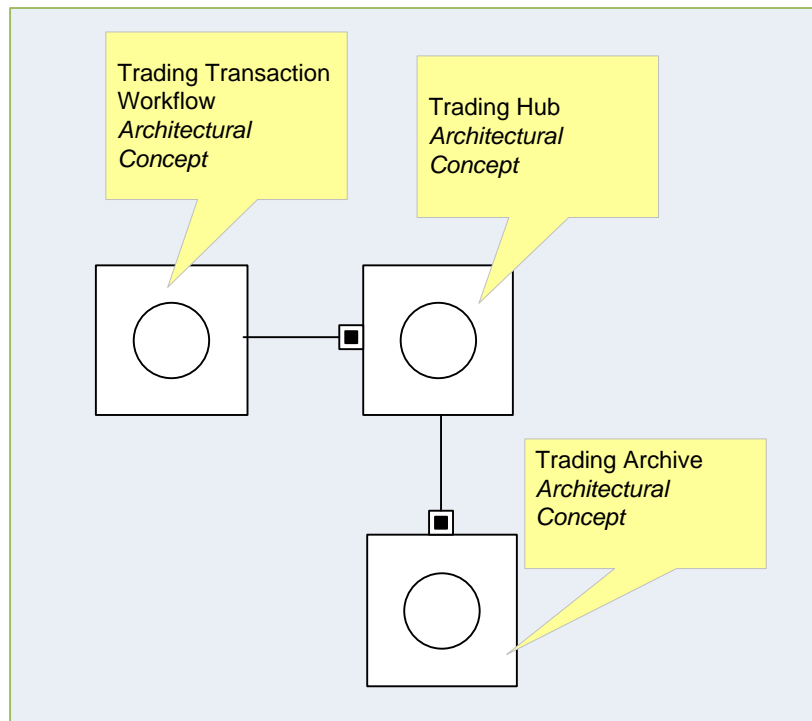 Trading Transaction
Workflow
Architectural
Concept
Trading Hub
Architectural
Concept
Trading Archive
Architectural
Concept